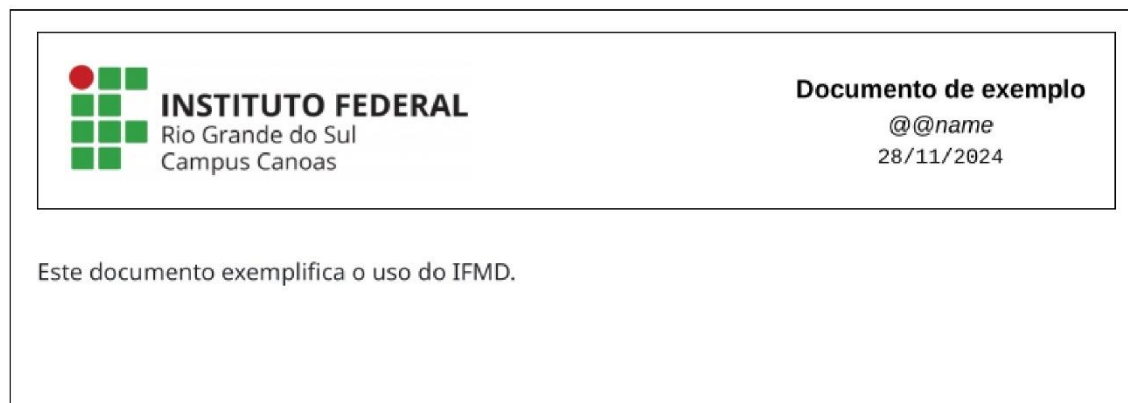 INSTITUTO FEDERAL
Rio Grande do Sul
Campus Canoas
Documento de exemplo
@@name
28/11/2024
Este documento exemplifica o uso do IFMD.